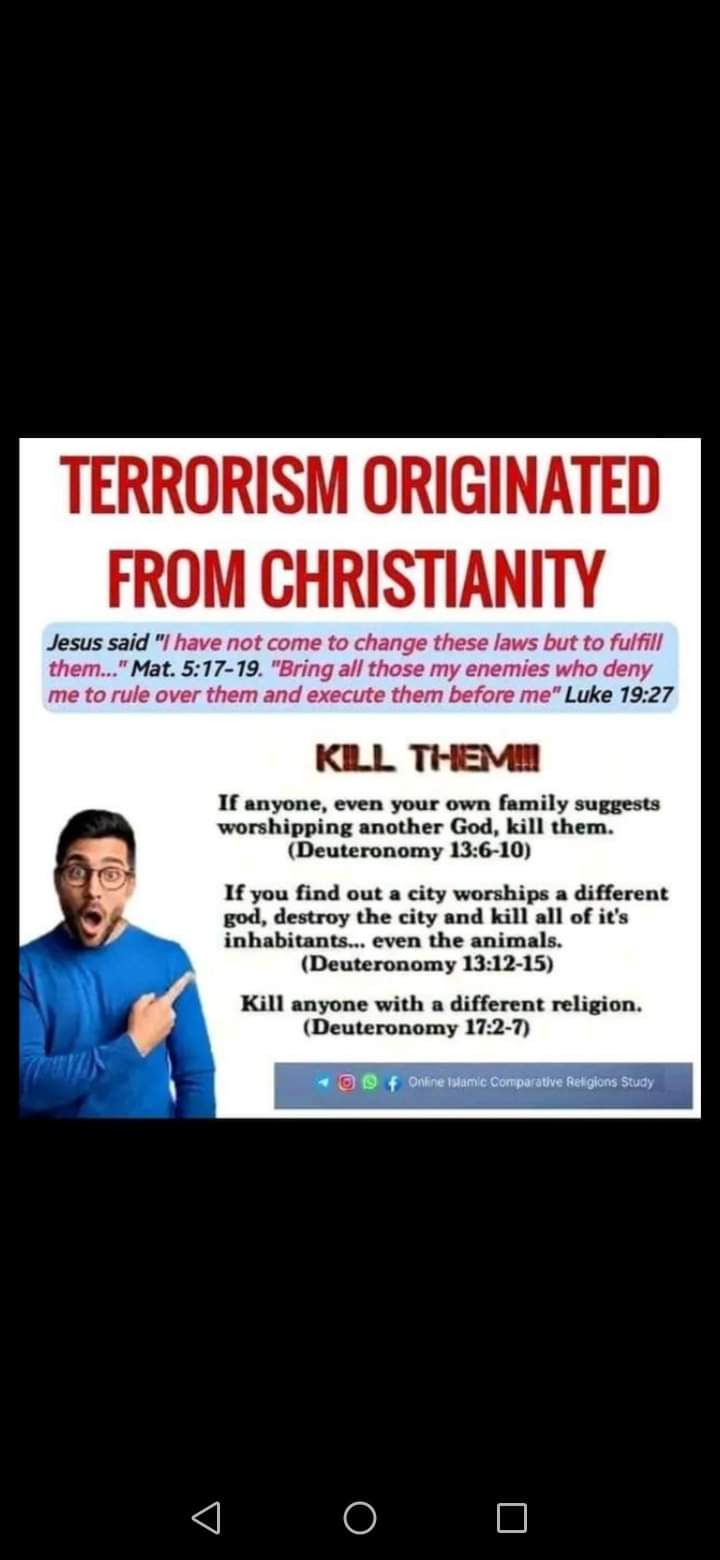 TERRORISM ORIGINATED
FROM CHRISTIANITY
Jesus said "I have not come to change these laws but to fulfill
them..." Mat. 5:17-19. "Bring all those my enemies who deny
me to rule over them and execute them before me" Luke 19:27
KILL THEM!!!
If anyone, even your own family suggests
worshipping another God, kill them.
(Deuteronomy 13:6-10)
If you find out a city worships a different
god, destroy the city and kill all of it's
inhabitants... even the animals.
(Deuteronomy 13:12-15)
Kill anyone with a different religion.
(Deuteronomy 17:2-7)
Online Islamic Comparative Religions Study